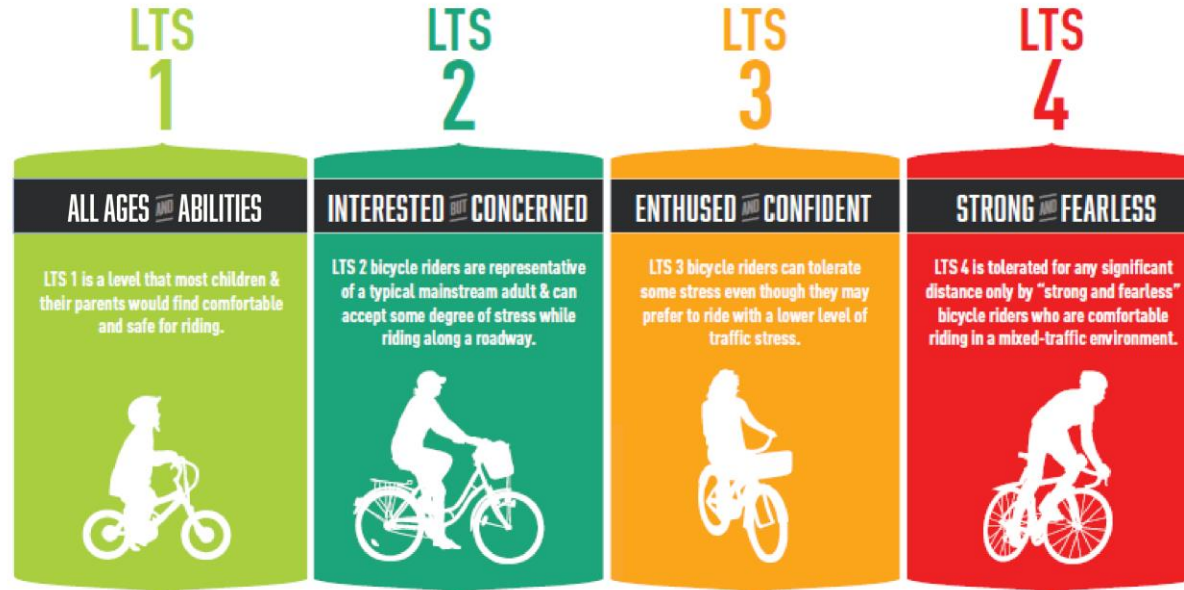 LTS
1
ALL AGES AND ABILITIES
LTS 1 is a level that most children &
their parents would find comfortable
and safe for riding.
LTS
2
INTERESTED BUT CONCERNED
LTS 2 bicycle riders are representative
of a typical mainstream adult & can
accept some degree of stress while
riding along a roadway.
LTS
3
ENTHUSED AND CONFIDENT
LTS 3 bicycle riders can tolerate
some stress even though they may
prefer to ride with a lower level of
traffic stress.
LTS
4
STRONG AND FEARLESS
LTS 4 is tolerated for any significant
distance only by “strong and fearless”
bicycle riders who are comfortable
riding in a mixed-traffic environment.